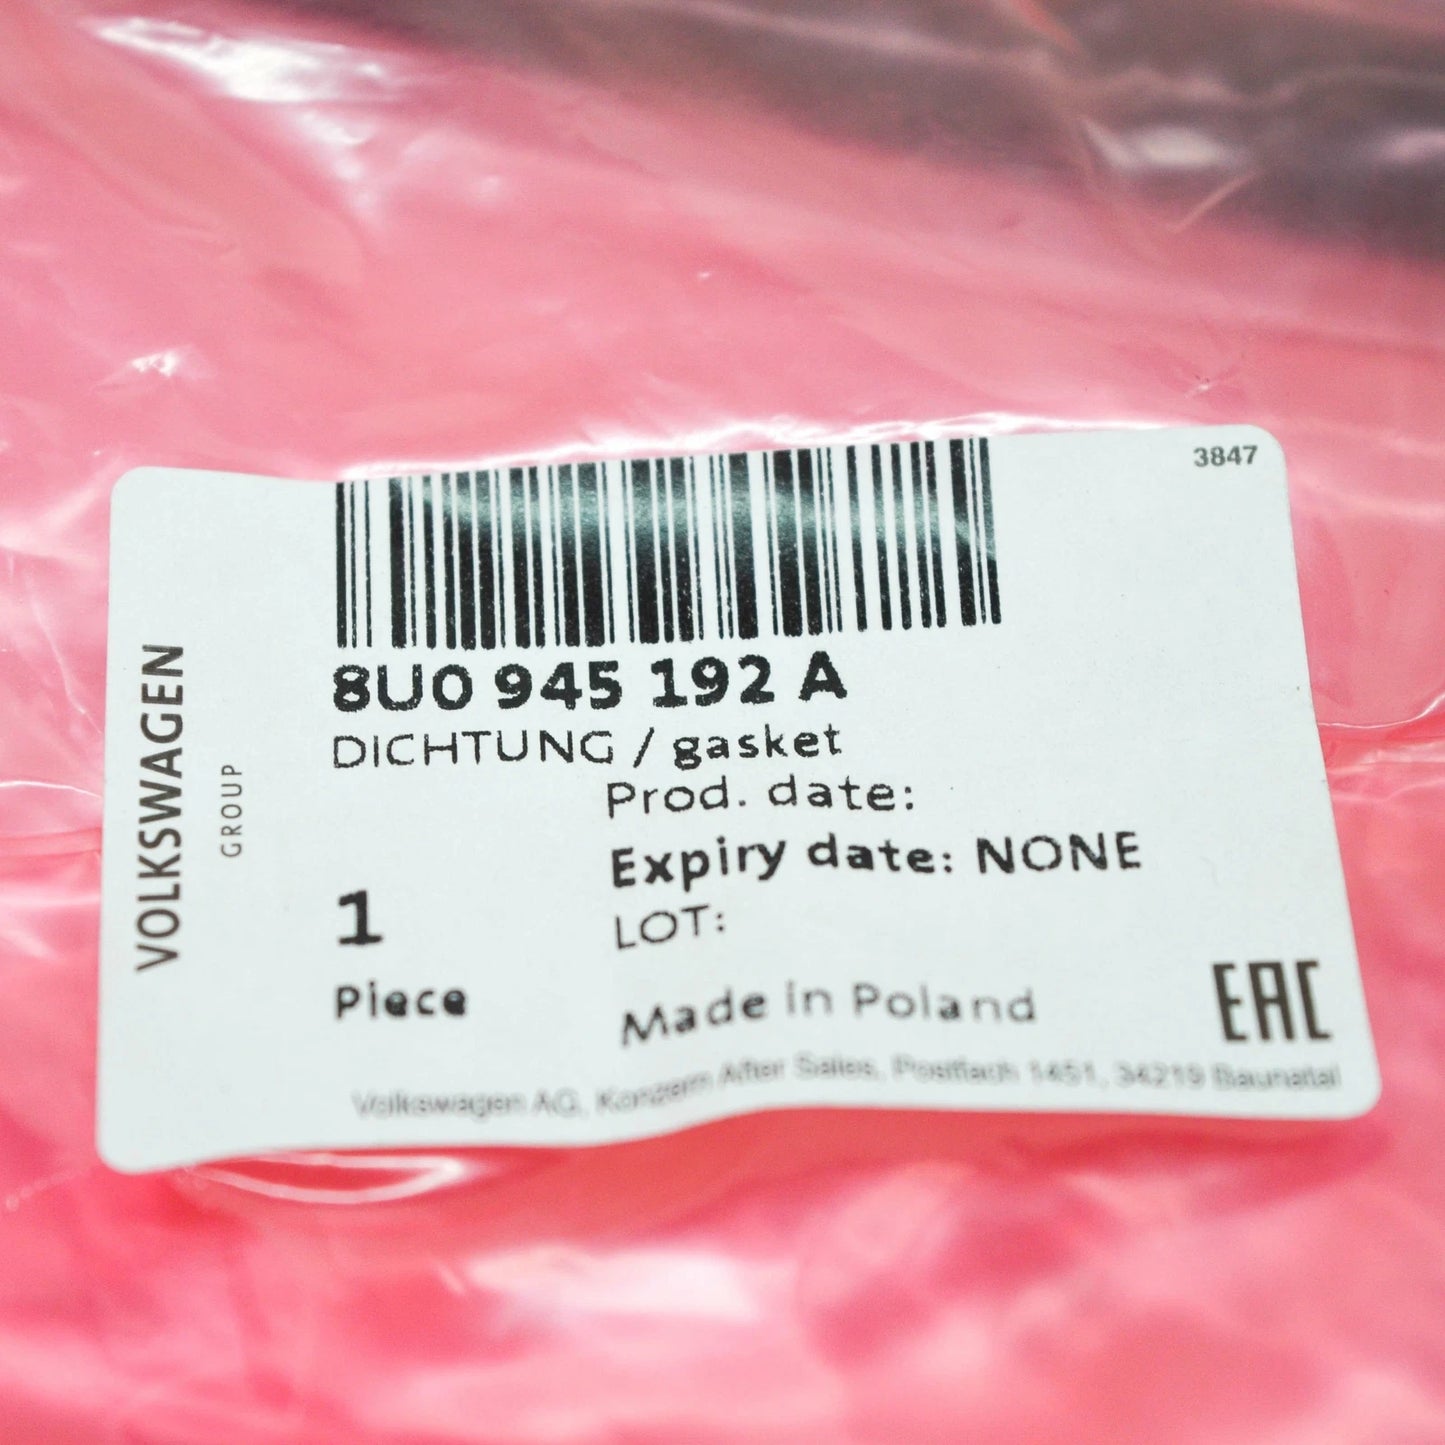 3847
8U0 945 192 A
DICHTUNG / gasket
Prod. date:
Expiry date: NONE
LOT:
1
Piece
Made in Poland
EAC
Volkswagen AG, Konzern After Sales, Postfach 1451, 34219 Baunatal
VOLKSWAGEN
GROUP